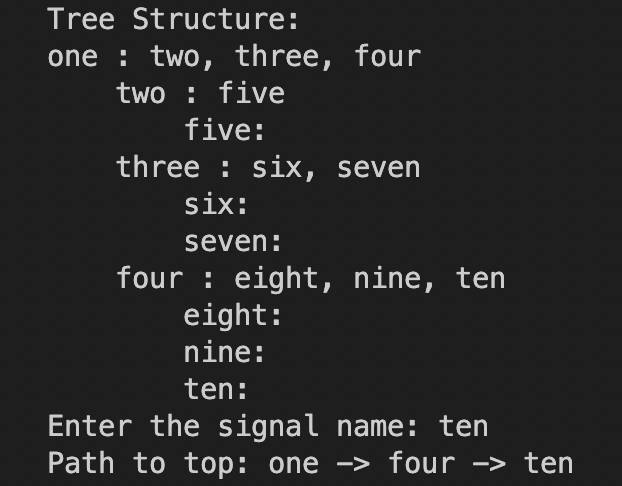 Tree Structure:
one : two, three, four
    two : five
        five:
    three : six, seven
        six:
        seven:
    four : eight, nine, ten
        eight:
        nine:
        ten:
Enter the signal name: ten
Path to top: one -> four -> ten